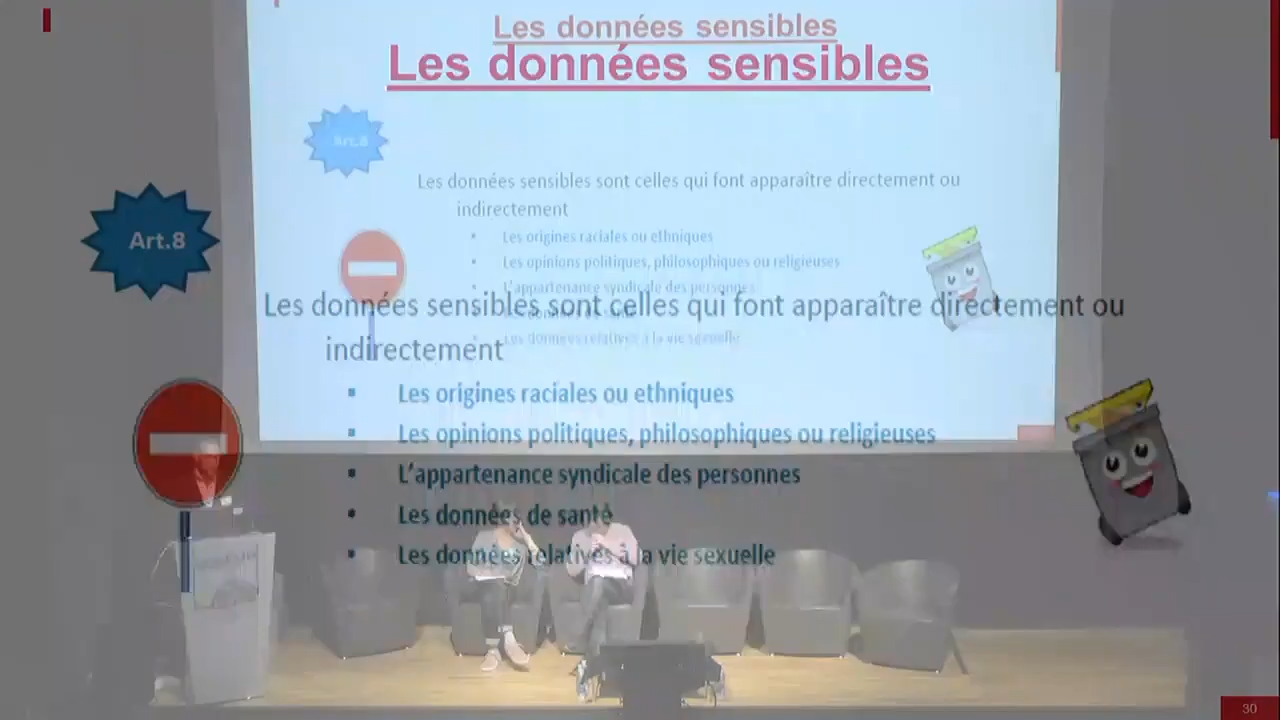 Les données sensibles
Les données sensibles
Art.8
Les données sensibles sont celles qui font apparaître directement ou
indirectement
Les origines raciales ou ethniques
Les opinions politiques, philosophiques ou religieuses
L'appartenance syndicale des personnes
Les données relatives à la vie sexuelle
Art.8
Les données sensibles sont celles qui font apparaître directement ou
indirectement
Les origines raciales ou ethniques
Les opinions politiques, philosophiques ou religieuses
L'appartenance syndicale des personnes
Les données de santé
Les données relatives à la vie sexuelle
30